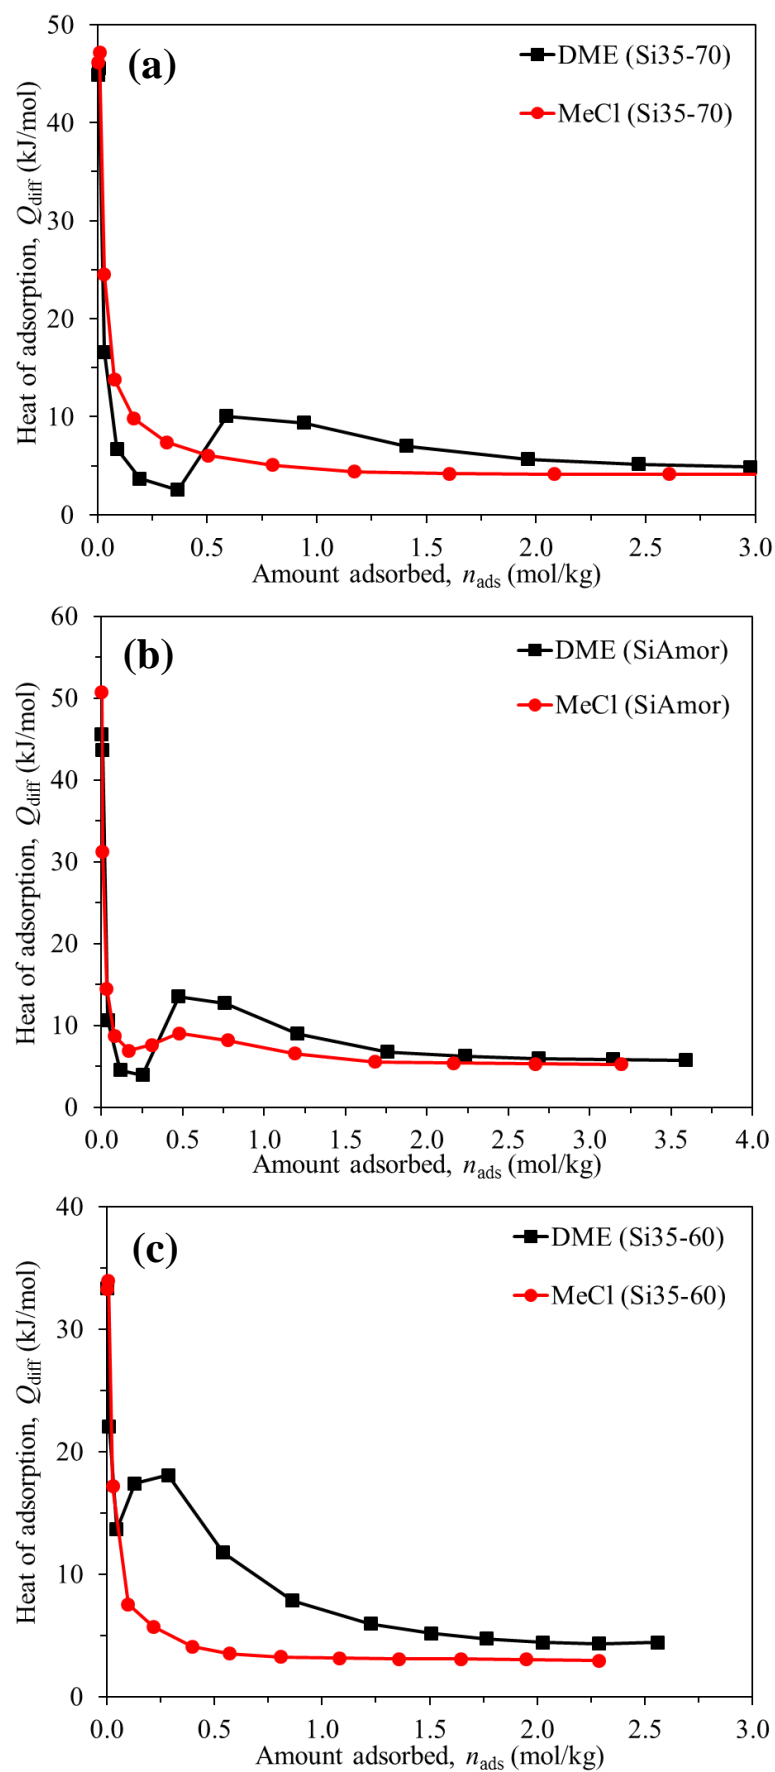 (a)
DME (Si35-70)
MeCl (Si35-70)
Heat of adsorption, Qdiff (kJ/mol)
50
40
30
20
10
0
0.0 0.5 1.0 1.5 2.0 2.5 3.0
Amount adsorbed, nads (mol/kg)
(b)
DME (SiAmor)
MeCl (SiAmor)
Heat of adsorption, Qdiff (kJ/mol)
60
50
40
30
20
10
0
0.0 0.5 1.0 1.5 2.0 2.5 3.0 3.5 4.0
Amount adsorbed, nads (mol/kg)
(c)
DME (Si35-60)
MeCl (Si35-60)
Heat of adsorption, Qdiff (kJ/mol)
40
30
20
10
0
0.0 0.5 1.0 1.5 2.0 2.5 3.0
Amount adsorbed, nads (mol/kg)